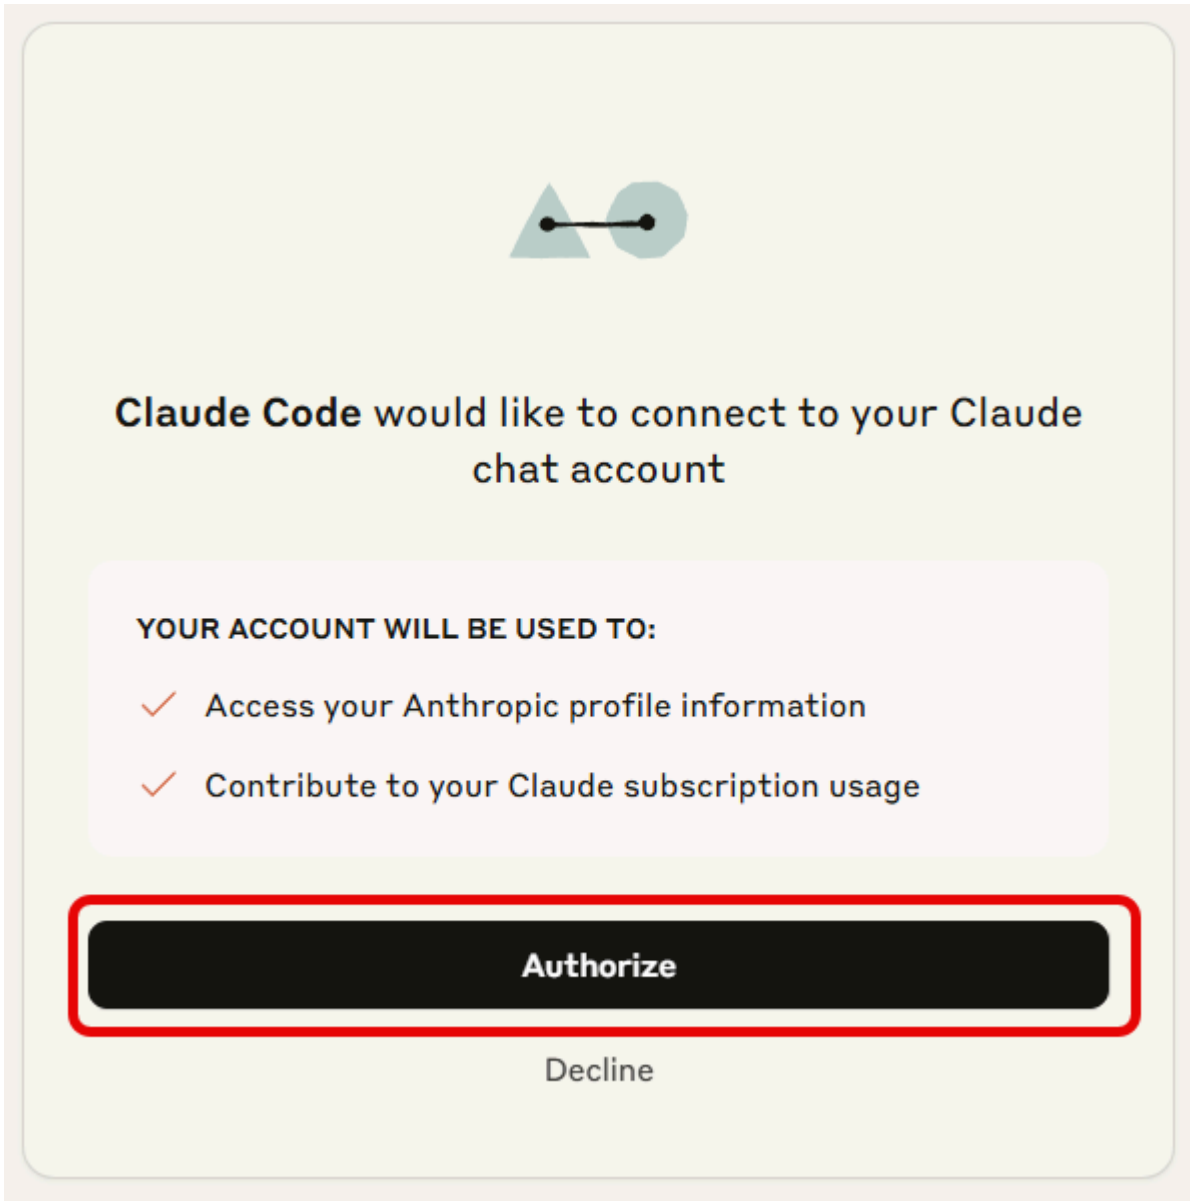 Claude Code would like to connect to your Claude
chat account
YOUR ACCOUNT WILL BE USED TO:
Access your Anthropic profile information
Contribute to your Claude subscription usage
Authorize
Decline